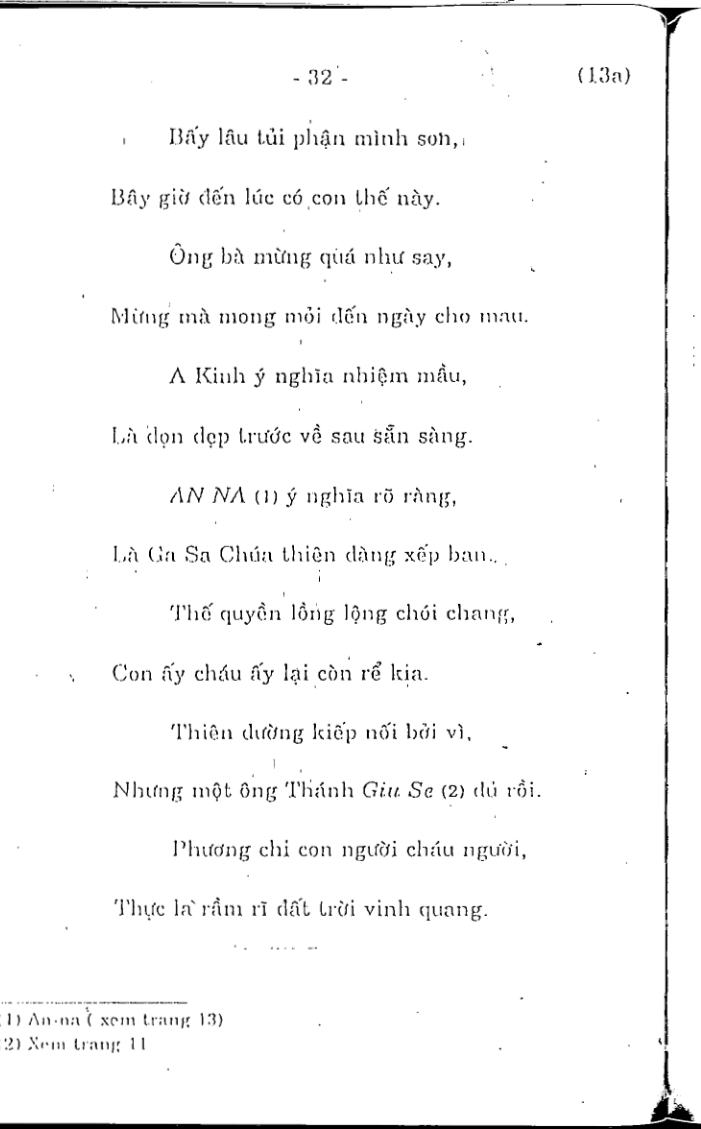 - 32 - (13a)
Bấy lâu tủi phận mình son,
Bây giờ đến lúc có con thế này.
Ông bà mừng quá như say,
Mừng mà mong mỏi đến ngày cho mau.
A Kinh ý nghĩa nhiệm mầu,
Là dọn dẹp trước về sau sẵn sàng.
AN NA (1) ý nghĩa rõ ràng,
Là Ga Sa Chúa thiên đàng xếp ban..
Thế quyền lồng lộng chói chang,
Con ấy cháu ấy lại còn rể kia.
Thiên đường kiếp nối bởi vì,
Nhưng một ông Thánh Giu Se (2) đủ rồi.
Phương chi con người cháu người,
Thực là rầm rĩ đất trời vinh quang.
(1) An-na ( xem trang 13)
(2) Xem trang 11